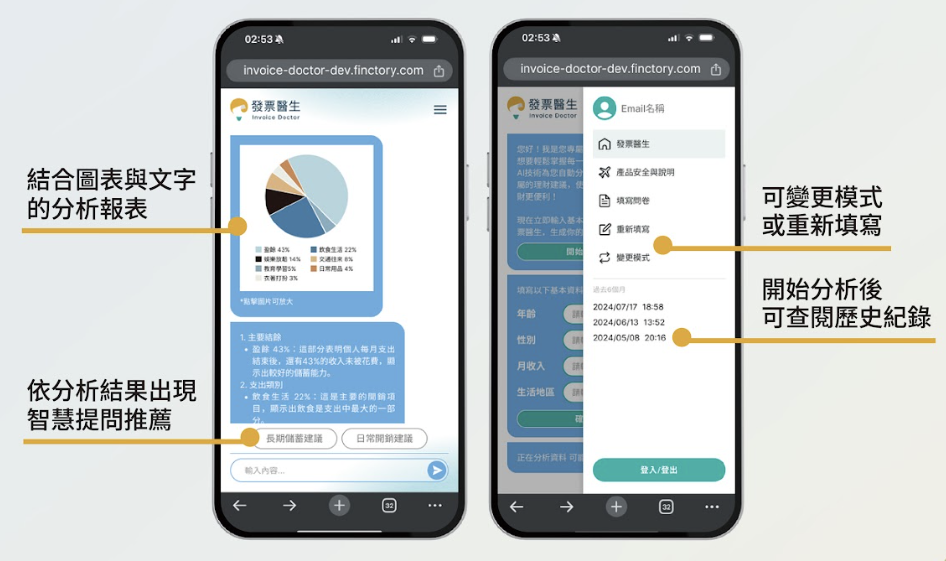 結合圖表與文字
的分析報表
依分析結果出現
智慧提問推薦
02:53
invoice-doctor-dev.finctory.com
發票醫生
Invoice Doctor
盈餘 43%
飲食生活 22%
娛樂放鬆 14%
交通往來 8%
教育學習5%
日常用品 4%
衣著打扮 3%
*點擊圖片可放大
1. 主要結餘
• 盈餘 43%：這部分表明個人每月支出
結束後，還有43%的收入未被花費，顯
示出較好的儲蓄能力。
2. 支出類別
• 飲食生活 22%：這是主要的開銷項
目，顯示出飲食是支出中最大的一部
分。
長期儲蓄建議
日常開銷建議
輸入內容...
32
02:53
invoice-doctor-dev.finctory.com
發票醫生
Invoice Doctor
您好！我是您專屬
想要輕鬆掌握每一
AI技術為您自動分
屬的理財建議，使
財更便利！
現在立即輸入基本
票醫生，生成你的
開始
填寫以下基本資料
年齡
性別
月收入
生活地區
正在分析資料 可能
Email名稱
發票醫生
產品安全與說明
填寫問卷
重新填寫
變更模式
過去6個月
2024/07/17 18:58
2024/06/13 13:52
2024/05/08 20:16
登入/登出
32
可變更模式
或重新填寫
開始分析後
可查閱歷史紀錄